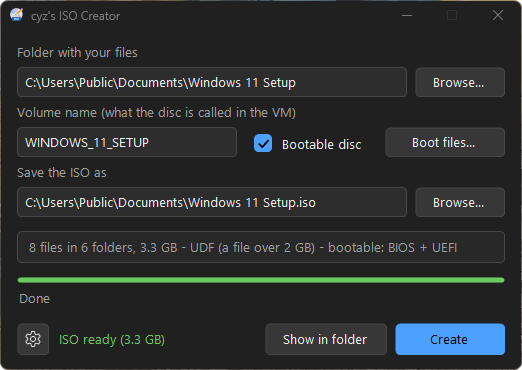 cyz's ISO Creator
Folder with your files
C:\Users\Public\Documents\Windows 11 Setup
Browse...
Volume name (what the disc is called in the VM)
WINDOWS_11_SETUP
Bootable disc
Boot files...
Save the ISO as
C:\Users\Public\Documents\Windows 11 Setup.iso
Browse...
8 files in 6 folders, 3.3 GB - UDF (a file over 2 GB) - bootable: BIOS + UEFI
Done
ISO ready (3.3 GB)
Show in folder
Create